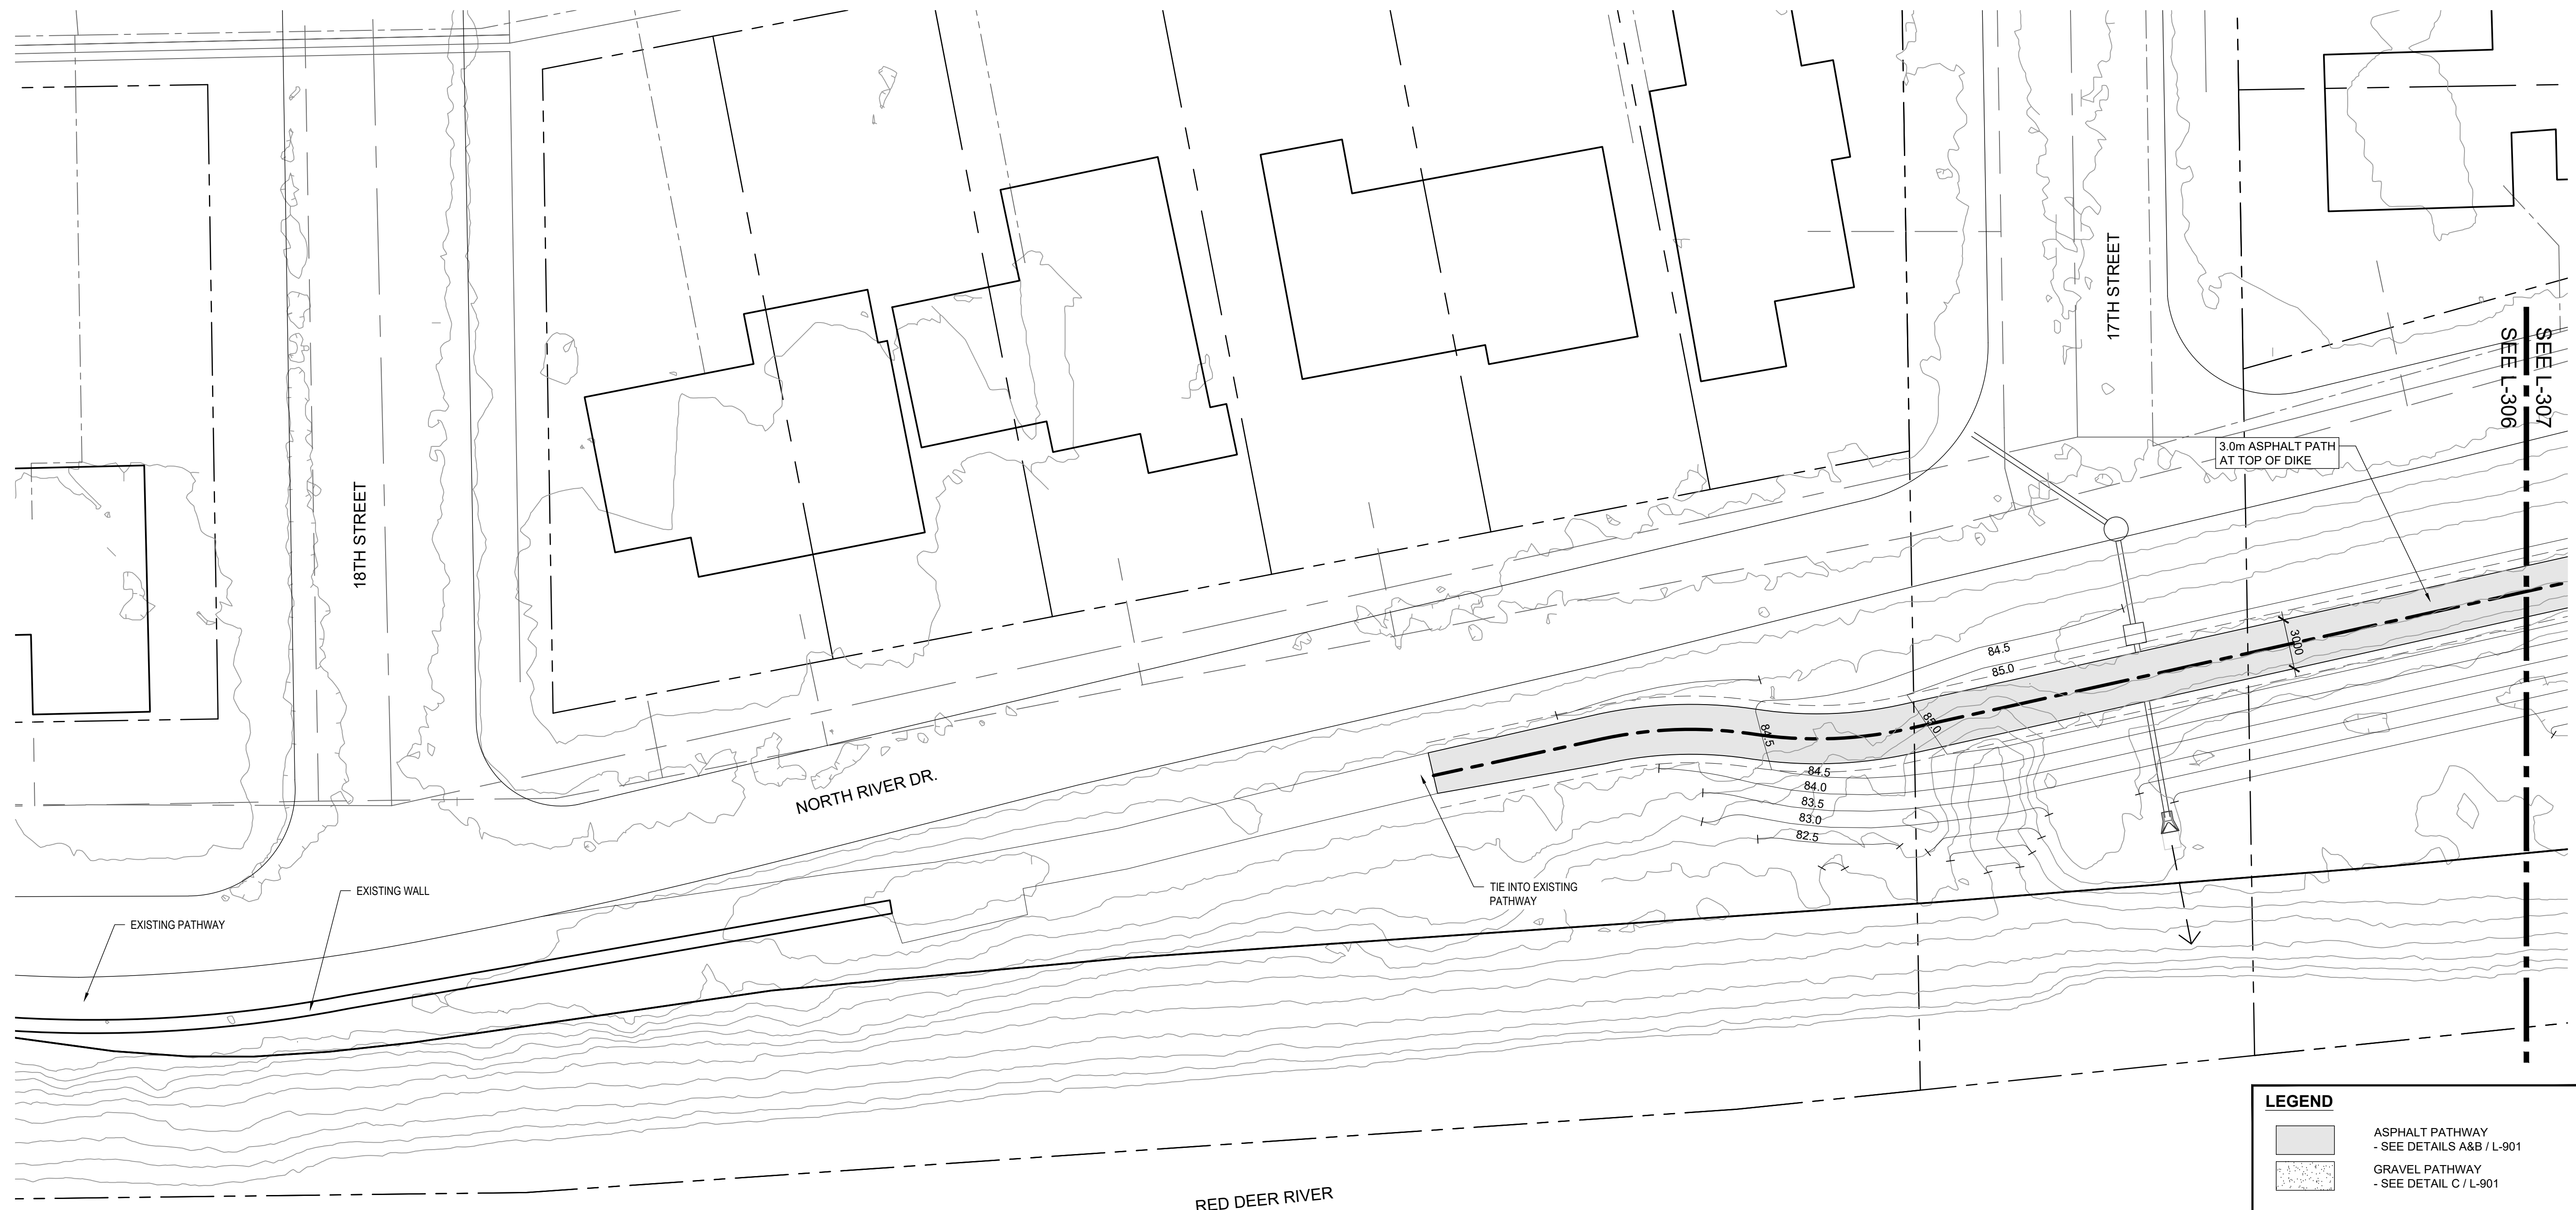 17TH STREET
SEE L-306
SEE L-307
3.0m ASPHALT PATH
AT TOP OF DIKE
18TH STREET
84.5
85.0
3000
84.5
85.0
NORTH RIVER DR.
84.5
84.0
83.5
83.0
82.5
TIE INTO EXISTING
PATHWAY
EXISTING WALL
EXISTING PATHWAY
LEGEND
ASPHALT PATHWAY
- SEE DETAILS A&B / L-901
GRAVEL PATHWAY
- SEE DETAIL C / L-901
RED DEER RIVER